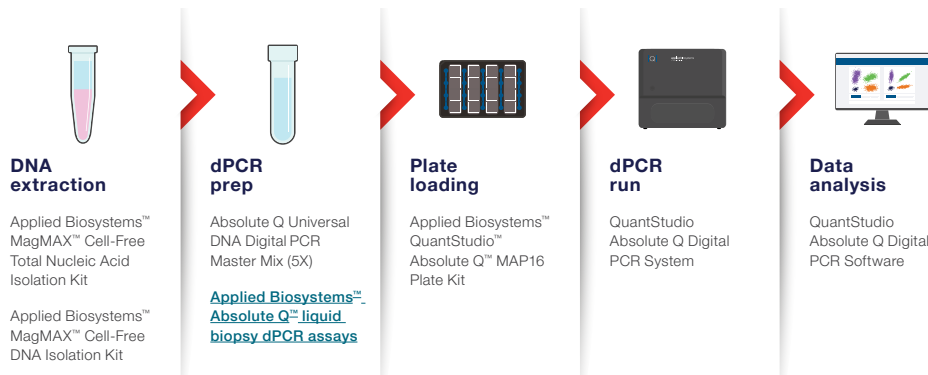 DNA
extraction
Applied Biosystems™
MagMAX™ Cell-Free
Total Nucleic Acid
Isolation Kit
Applied Biosystems™
MagMAX™ Cell-Free
DNA Isolation Kit
dPCR
prep
Absolute Q Universal
DNA Digital PCR
Master Mix (5X)
Applied Biosystems™
Absolute Q™ liquid
biopsy dPCR assays
Plate
loading
Applied Biosystems™
QuantStudio™
Absolute Q™ MAP16
Plate Kit
Q
dPCR
run
QuantStudio
Absolute Q Digital
PCR System
Data
analysis
QuantStudio
Absolute Q Digital
PCR Software